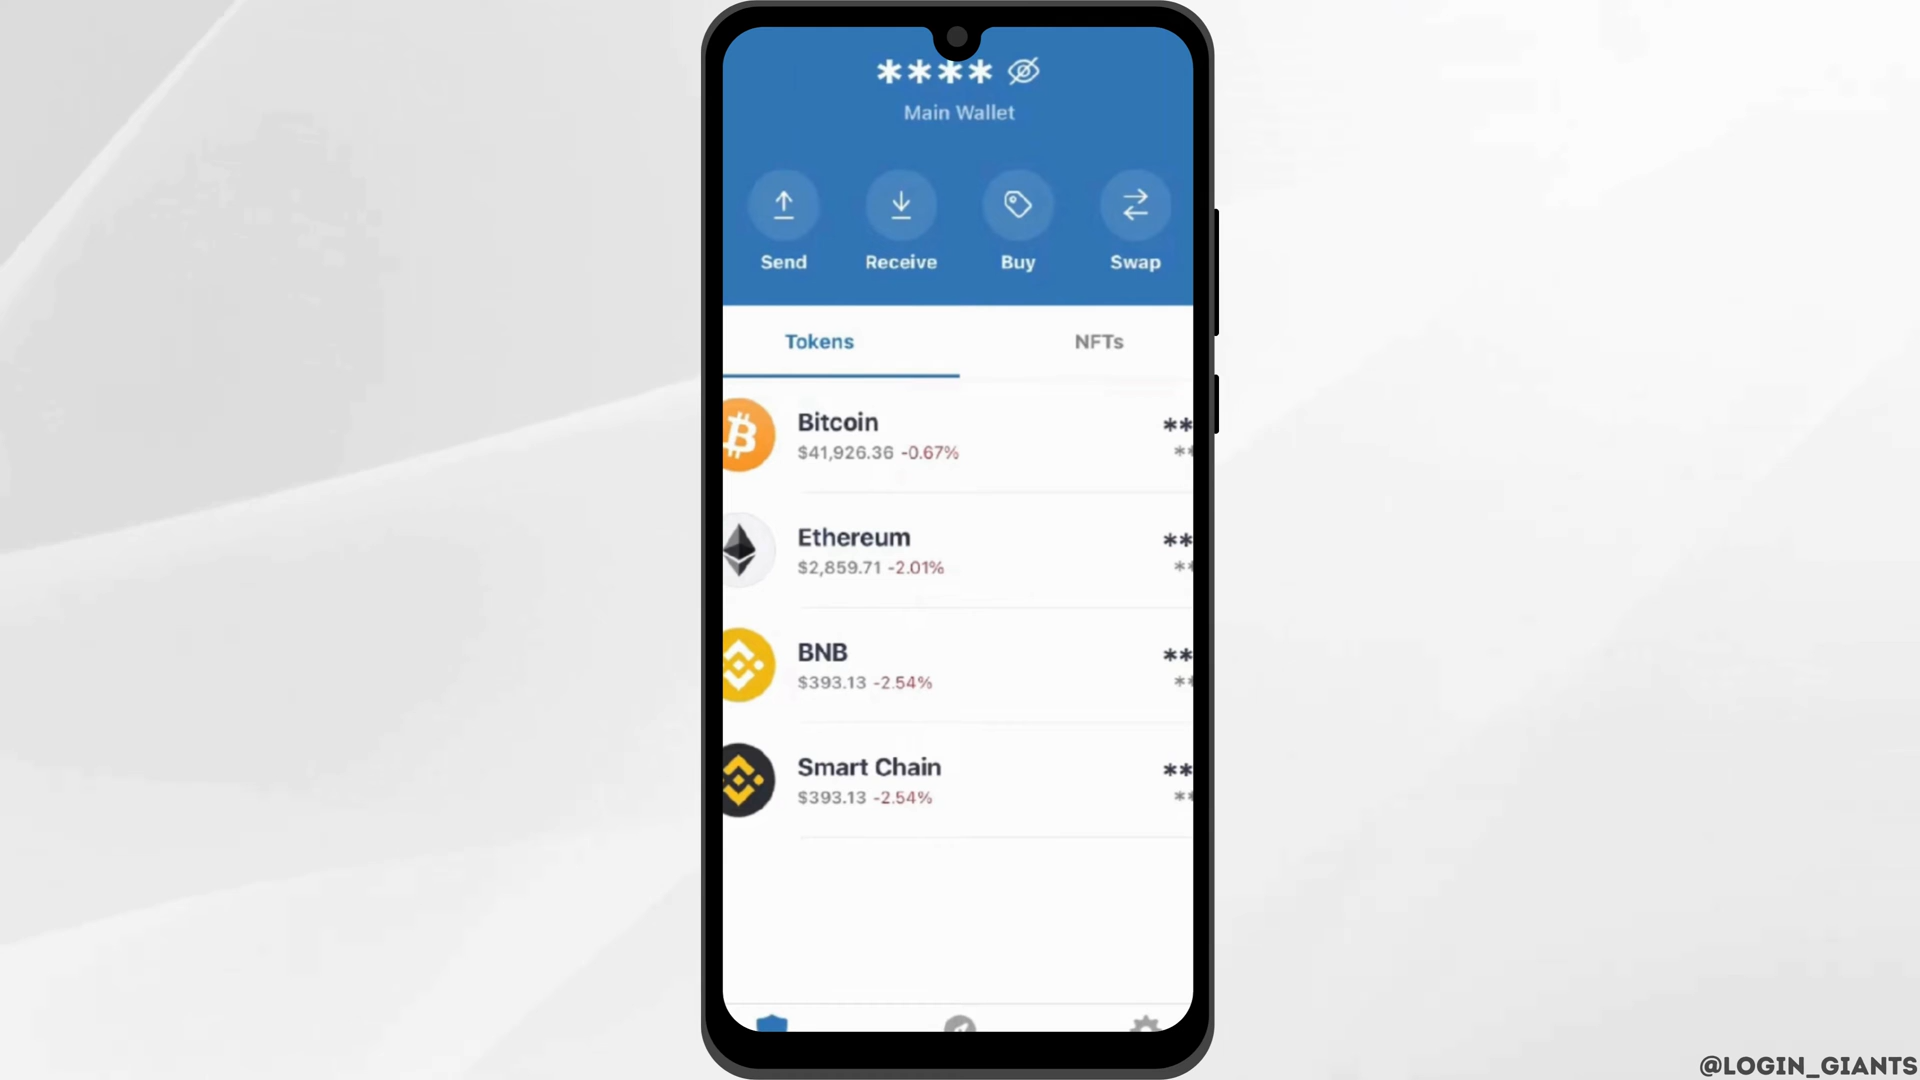 ****
Main Wallet
Send Receive Buy Swap
Tokens NFTs
Bitcoin **
$41,926.36 -0.67% **
Ethereum **
$2,859.71 -2.01% **
BNB **
$393.13 -2.54% **
Smart Chain **
$393.13 -2.54% **
@LOGIN_GIANTS